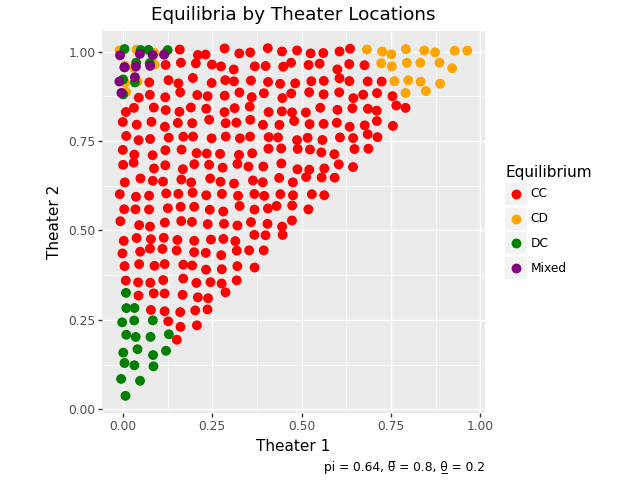 Equilibria by Theater Locations
1.00
0.75
0.50
0.25
0.00
Theater 2
0.00
0.25
0.50
0.75
1.00
Theater 1
Equilibrium
CC
CD
DC
Mixed
pi = 0.64, θ̅ = 0.8, θ̲ = 0.2